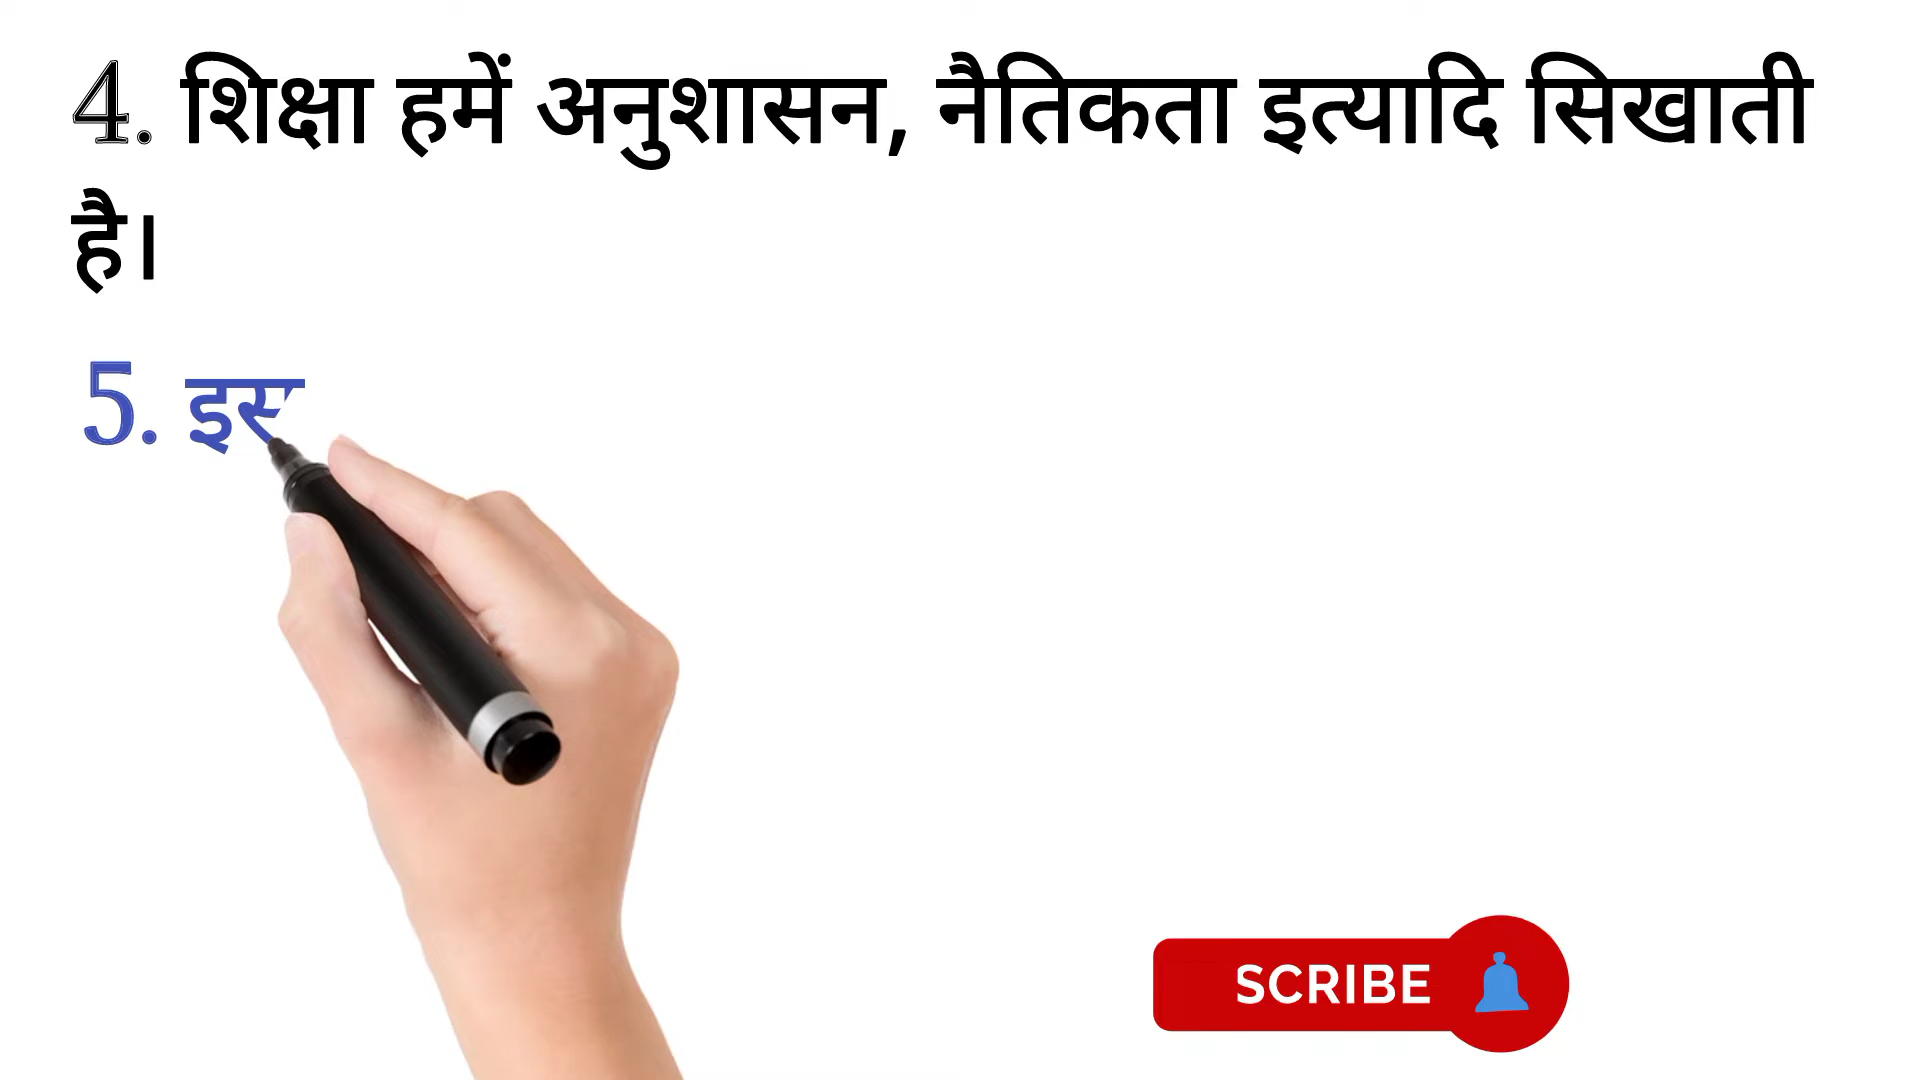 4. शिक्षा हमें अनुशासन, नैतिकता इत्यादि सिखाती
है।
5. इस
SCRIBE